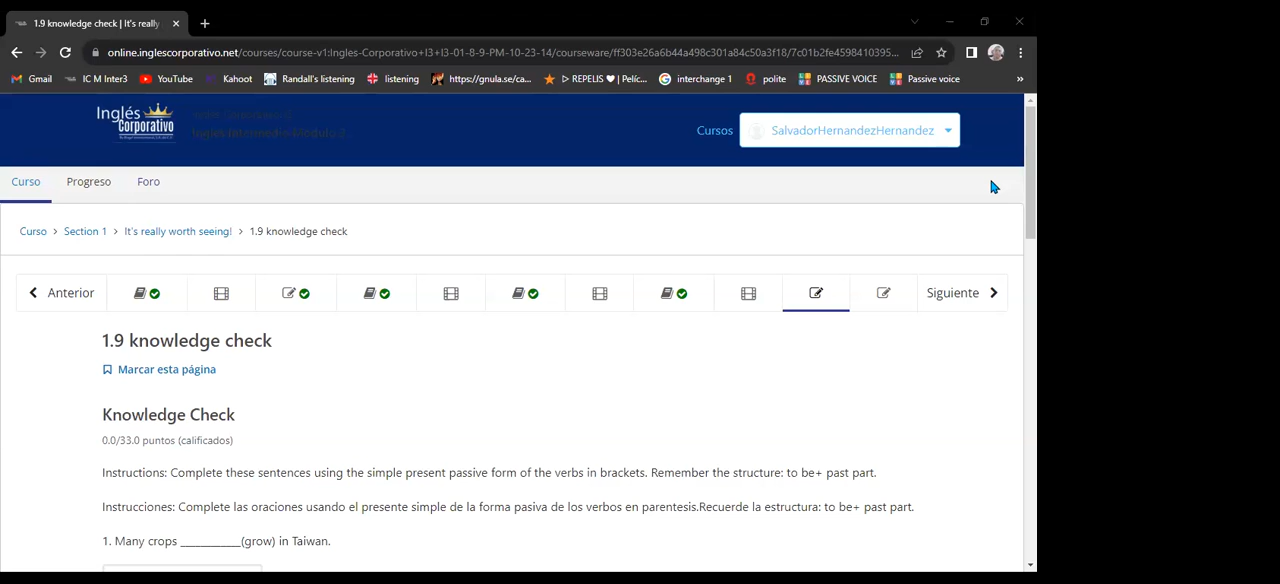 1.9 knowledge check | It's really
online.inglescorporativo.net/courses/course-v1:Ingles-Corporativo+I3+I3-01-8-9-PM-10-23-14/courseware/ff303e26a6b44a498c301a84c50a3f18/7c01b2fe4598410395...
Gmail IC M Inter3 YouTube Kahoot Randall's listening listening https://gnula.se/ca... ▷ REPELIS ♥ | Pelíc... interchange 1 polite PASSIVE VOICE Passive voice »
Inglés Corporativo
Inglés Intermedio Módulo 3
Cursos SalvadorHernandezHernandez
Curso Progreso Foro
Curso > Section 1 > It's really worth seeing! > 1.9 knowledge check
Anterior Siguiente
1.9 knowledge check
Marcar esta página
Knowledge Check
0.0/33.0 puntos (calificados)
Instructions: Complete these sentences using the simple present passive form of the verbs in brackets. Remember the structure: to be+ past part.
Instrucciones: Complete las oraciones usando el presente simple de la forma pasiva de los verbos en parentesis.Recuerde la estructura: to be+ past part.
1. Many crops ___________(grow) in Taiwan.